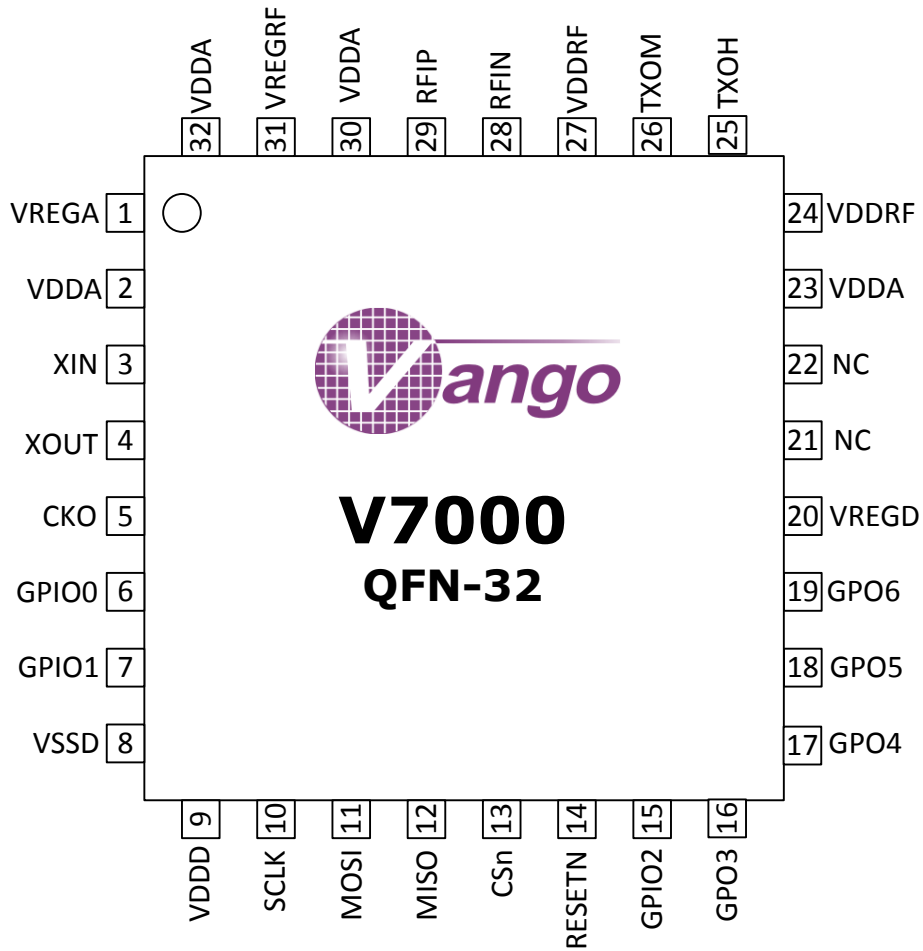 VDDA
VREGRF
VDDA
RFIP
RFIN
VDDRF
TXOM
TXOH
32 31 30 29 28 27 26 25
VREGA 1
24 VDDRF
VDDA 2
23 VDDA
XIN 3
22 NC
XOUT 4
21 NC
CKO 5
20 VREGD
GPIO0 6
19 GPO6
GPIO1 7
18 GPO5
VSSD 8
17 GPO4
Vango
V7000
QFN-32
9 10 11 12 13 14 15 16
VDDD
SCLK
MOSI
MISO
CSn
RESETN
GPIO2
GPO3